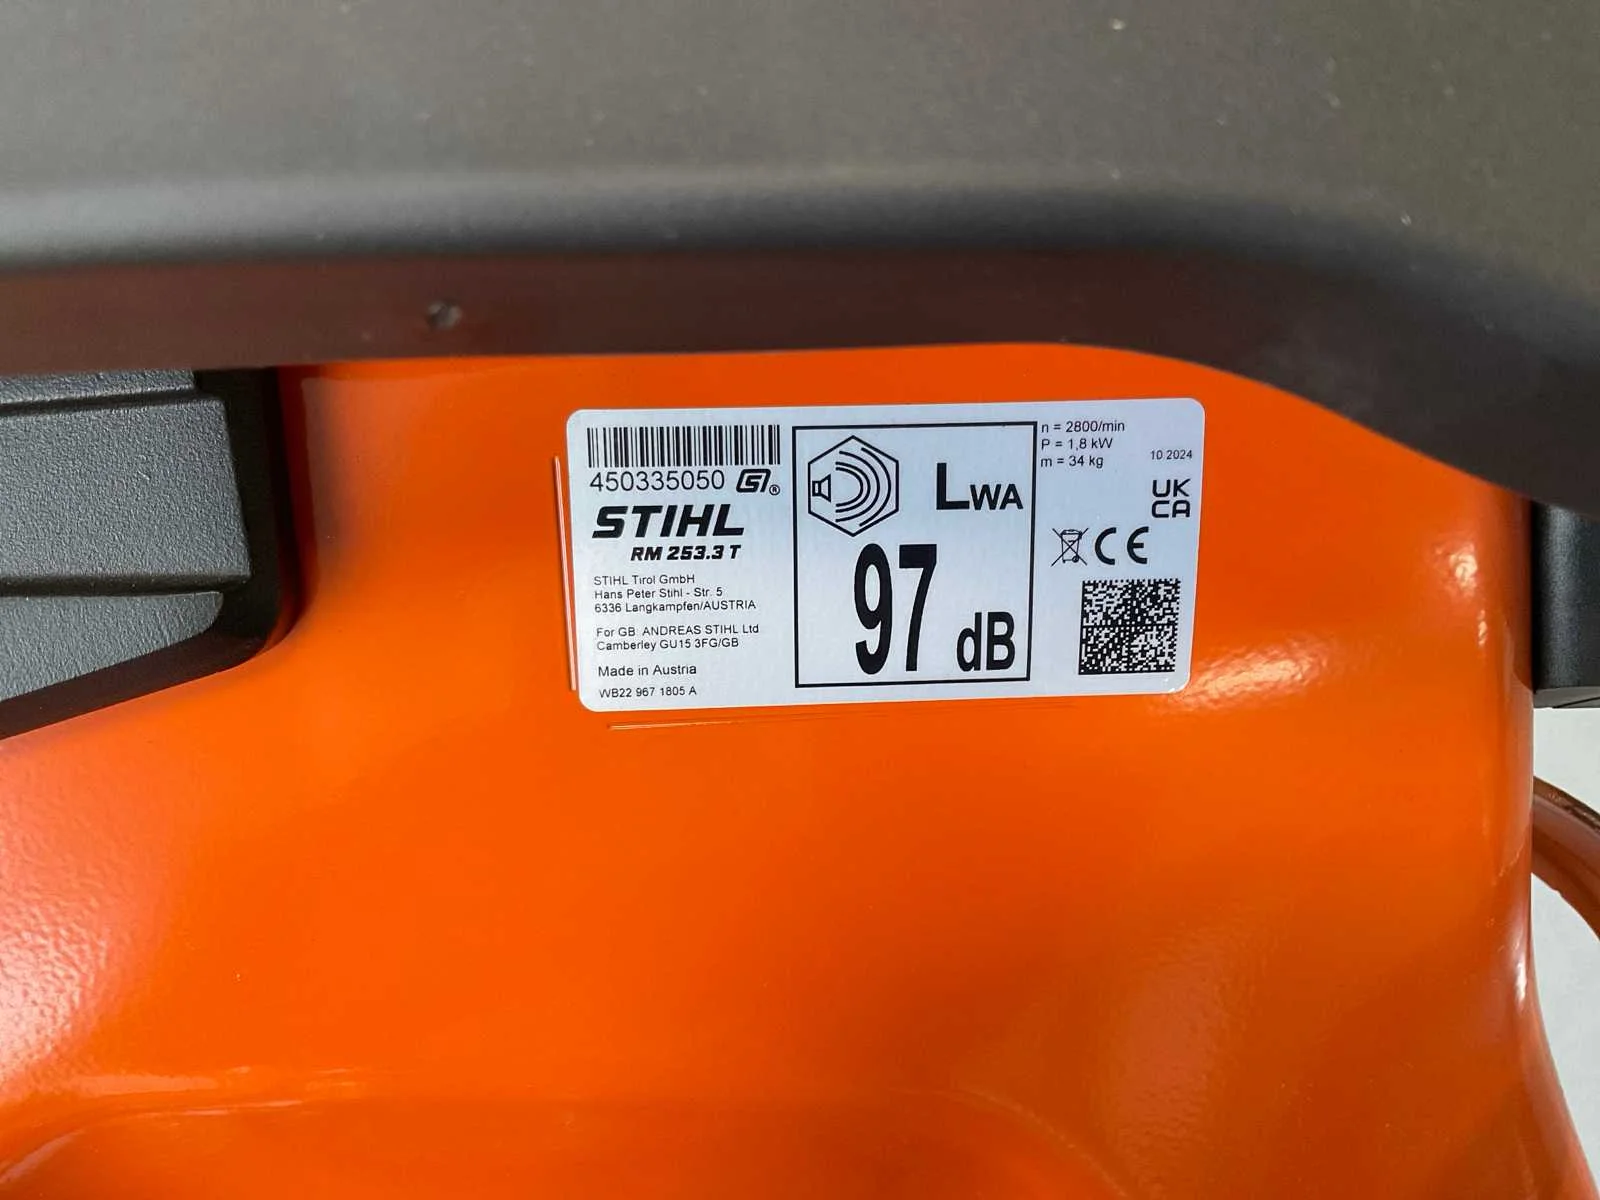 450335050 S®
STIHL
RM 253.3 T
STIHL Tirol GmbH
Hans Peter Stihl - Str. 5
6336 Langkampfen/AUSTRIA
For GB: ANDREAS STIHL Ltd
Camberley GU15 3FG/GB
Made in Austria
WB22 967 1805 A
LWA
97 dB
n = 2800/min
P = 1,8 kW
m = 34 kg
10.2024
UK
CA
CE